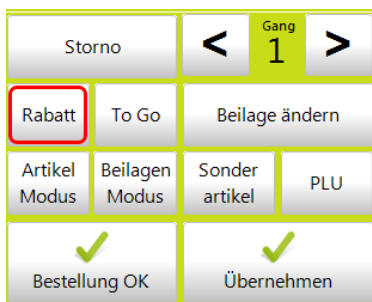 Storno
<
Gang
1
>
Rabatt
To Go
Beilage ändern
Artikel
Modus
Beilagen
Modus
Sonder
artikel
PLU
Bestellung OK
Übernehmen